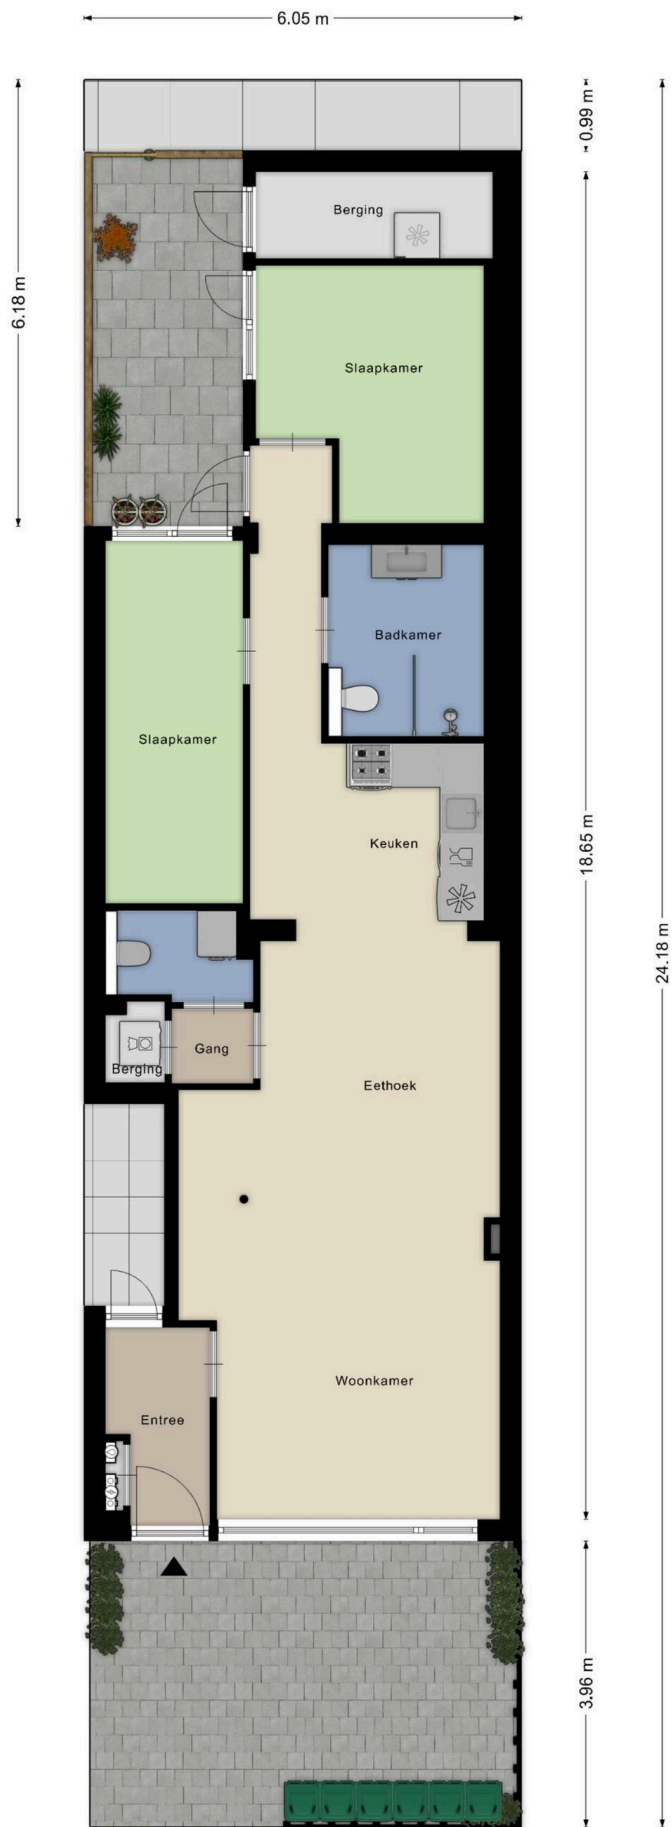 6.05 m
0.99 m
Berging
6.18 m
Slaapkamer
Badkamer
Slaapkamer
Keuken
18.65 m
24.18 m
Gang
Berging
Eethoek
Woonkamer
Entree
3.96 m